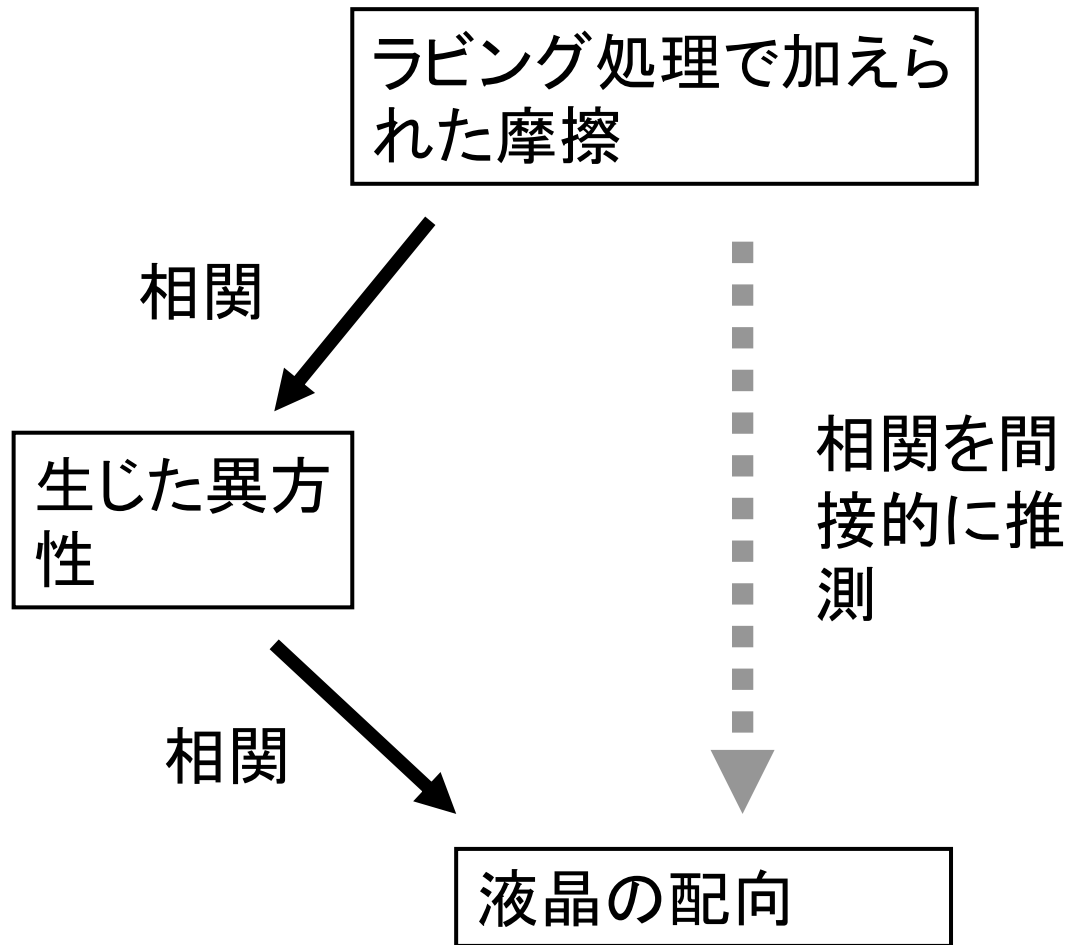 ラビング処理で加えら
れた摩擦
相関
生じた異方
性
相関を間
接的に推
測
相関
液晶の配向